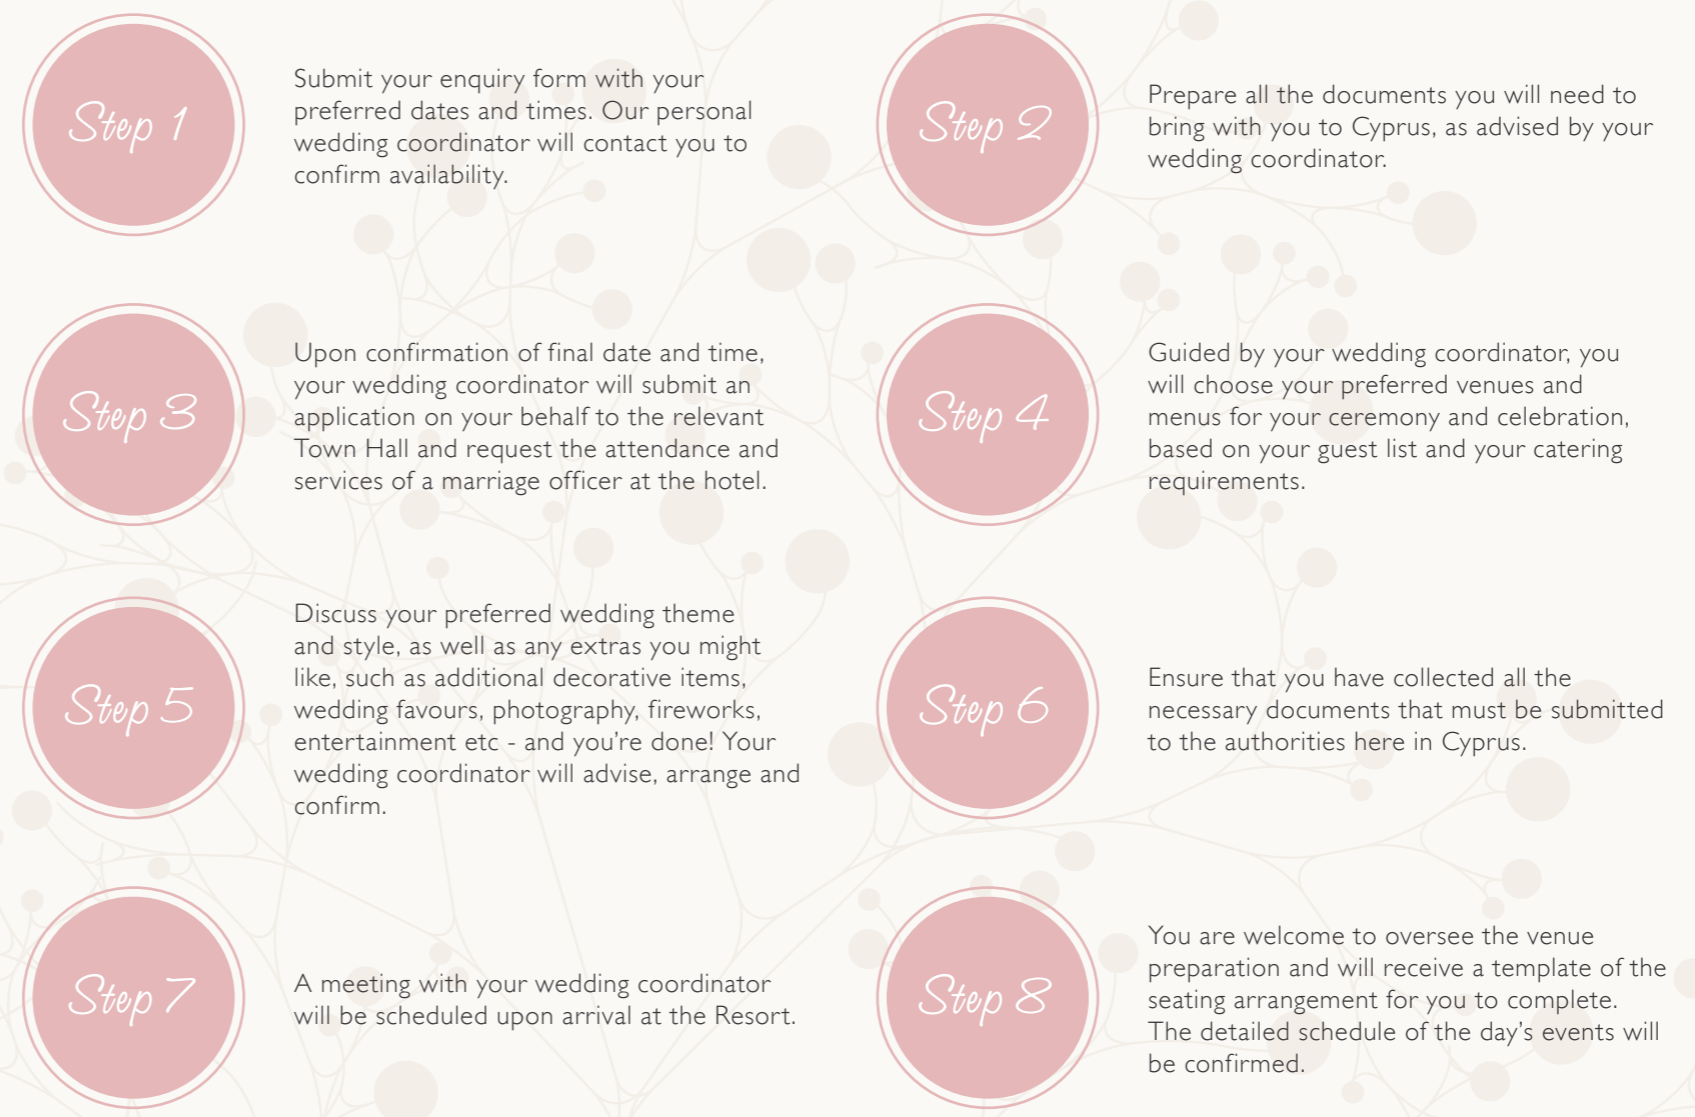 Step 1
Submit your enquiry form with your
preferred dates and times. Our personal
wedding coordinator will contact you to
confirm availability.
Step 2
Prepare all the documents you will need to
bring with you to Cyprus, as advised by your
wedding coordinator.
Step 3
Upon confirmation of final date and time,
your wedding coordinator will submit an
application on your behalf to the relevant
Town Hall and request the attendance and
services of a marriage officer at the hotel.
Step 4
Guided by your wedding coordinator, you
will choose your preferred venues and
menus for your ceremony and celebration,
based on your guest list and your catering
requirements.
Step 5
Discuss your preferred wedding theme
and style, as well as any extras you might
like, such as additional decorative items,
wedding favours, photography, fireworks,
entertainment etc - and you're done! Your
wedding coordinator will advise, arrange and
confirm.
Step 6
Ensure that you have collected all the
necessary documents that must be submitted
to the authorities here in Cyprus.
Step 7
A meeting with your wedding coordinator
will be scheduled upon arrival at the Resort.
Step 8
You are welcome to oversee the venue
preparation and will receive a template of the
seating arrangement for you to complete.
The detailed schedule of the day's events will
be confirmed.